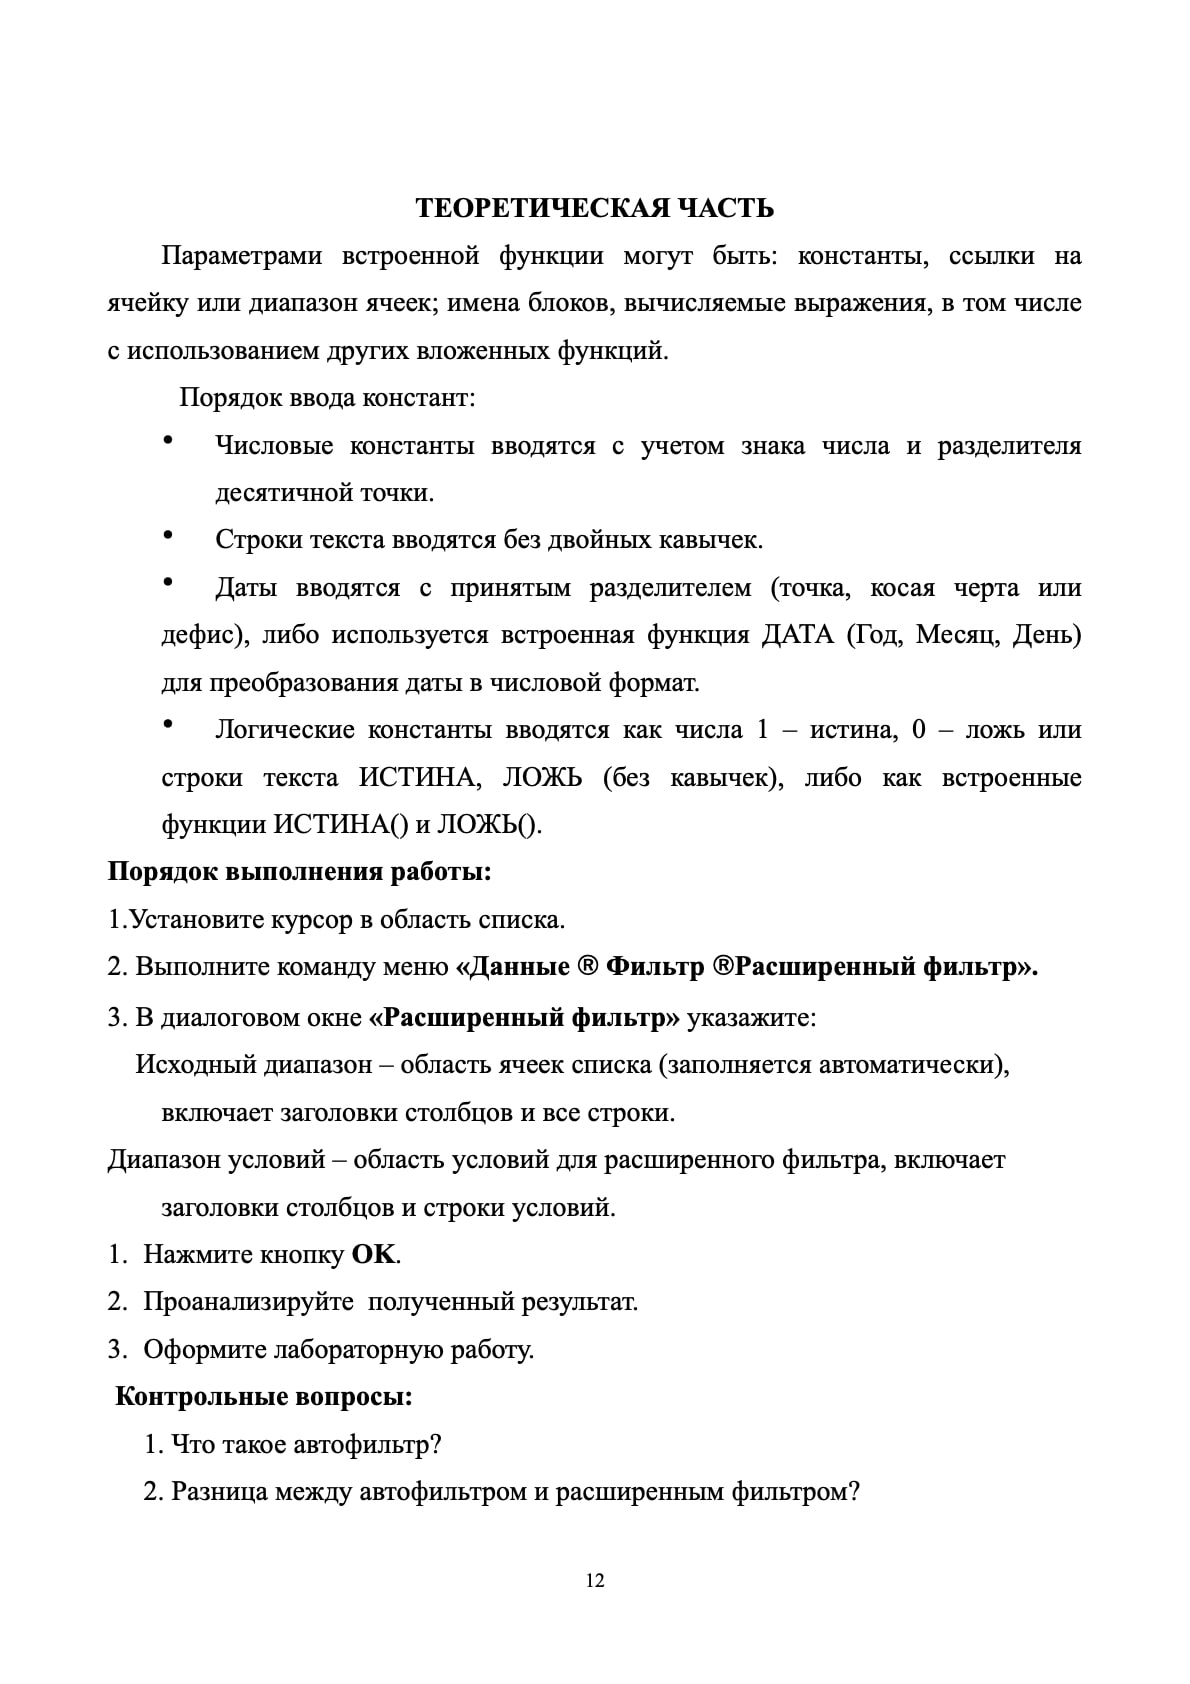 ТЕОРЕТИЧЕСКАЯ ЧАСТЬ
Параметрами встроенной функции могут быть: константы, ссылки на
ячейку или диапазон ячеек; имена блоков, вычисляемые выражения, в том числе
с использованием других вложенных функций.
Порядок ввода констант:
• Числовые константы вводятся с учетом знака числа и разделителя
десятичной точки.
• Строки текста вводятся без двойных кавычек.
• Даты вводятся с принятым разделителем (точка, косая черта или
дефис), либо используется встроенная функция ДАТА (Год, Месяц, День)
для преобразования даты в числовой формат.
• Логические константы вводятся как числа 1 – истина, 0 – ложь или
строки текста ИСТИНА, ЛОЖЬ (без кавычек), либо как встроенные
функции ИСТИНА() и ЛОЖЬ().
Порядок выполнения работы:
1.Установите курсор в область списка.
2. Выполните команду меню «Данные ® Фильтр ®Расширенный фильтр».
3. В диалоговом окне «Расширенный фильтр» указажите:
Исходный диапазон – область ячеек списка (заполняется автоматически),
включает заголовки столбцов и все строки.
Диапазон условий – область условий для расширенного фильтра, включает
заголовки столбцов и строки условий.
1. Нажмите кнопку OK.
2. Проанализируйте полученный результат.
3. Оформите лабораторную работу.
Контрольные вопросы:
1. Что такое автофильтр?
2. Разница между автофильтром и расширенным фильтром?
12